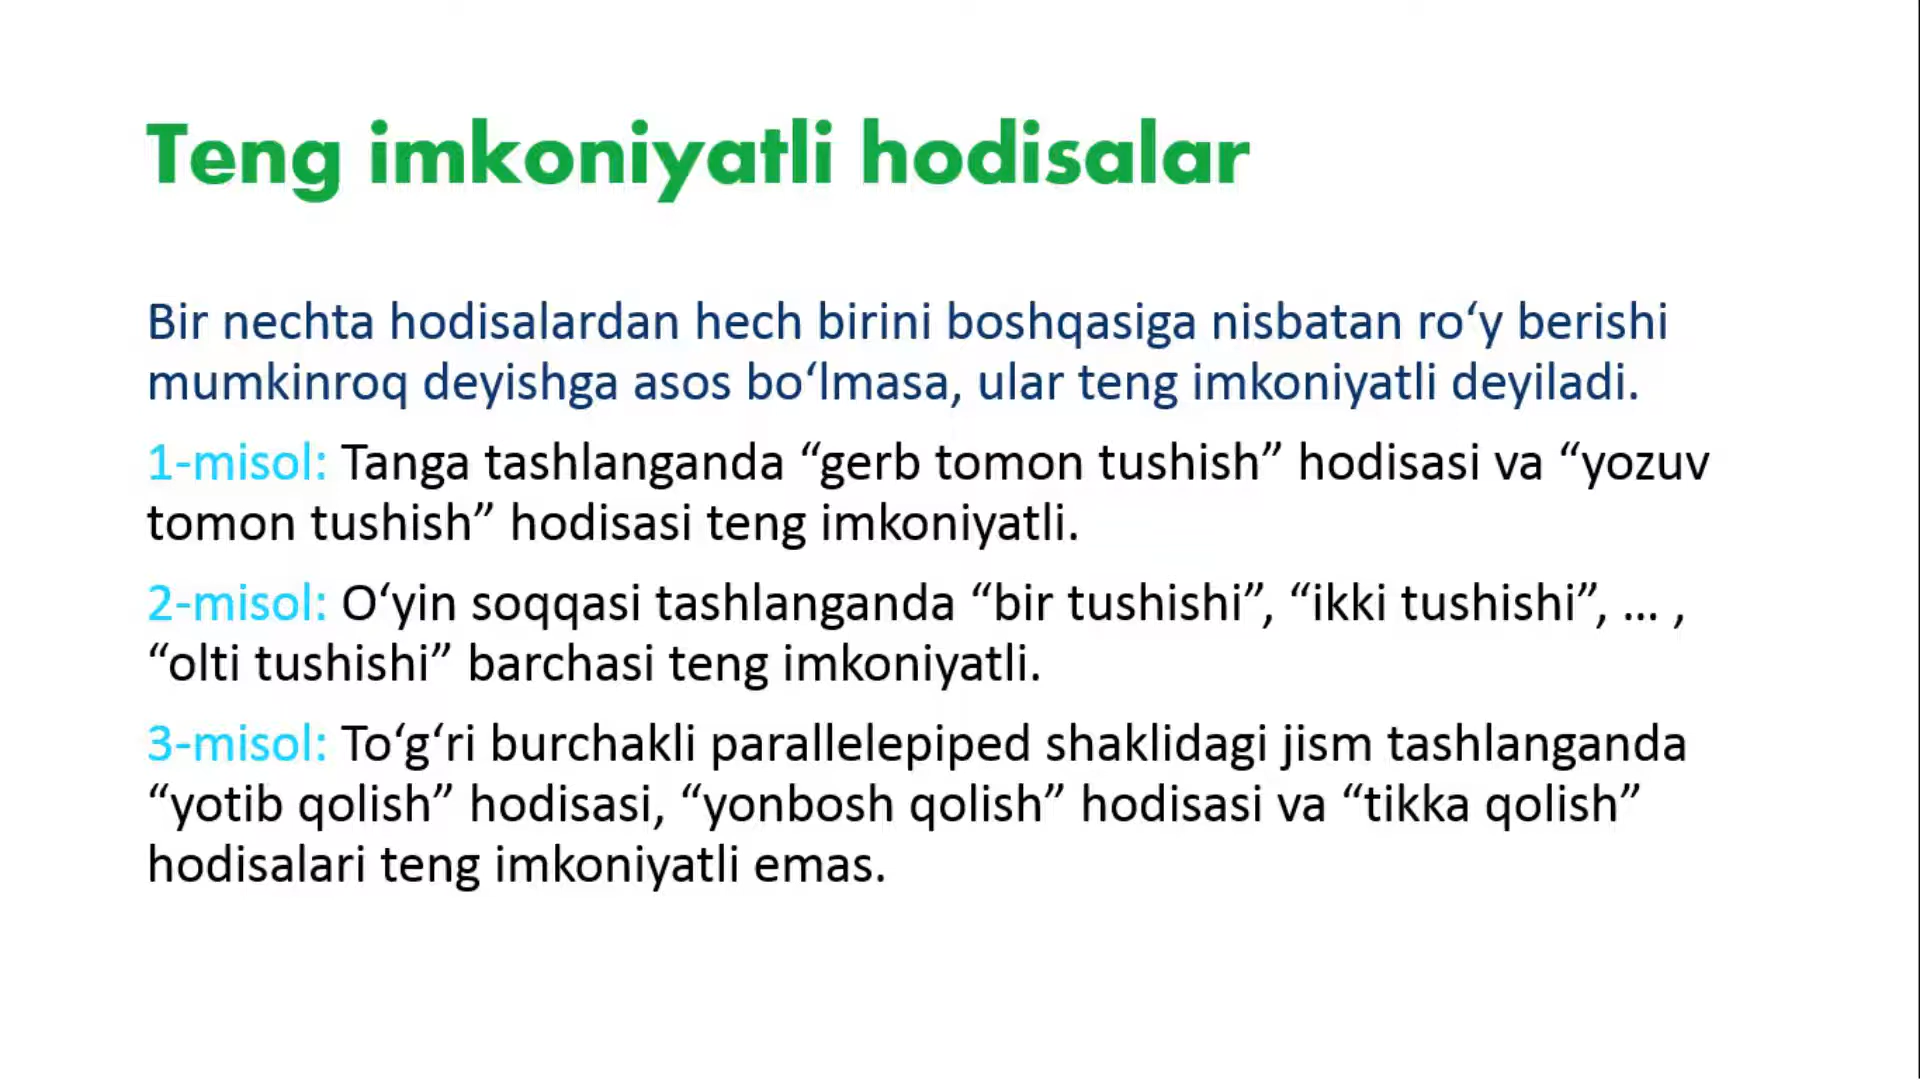 Teng imkoniyatli hodisalar
Bir nechta hodisalardan hech birini boshqasiga nisbatan ro‘y berishi
mumkinroq deyishga asos bo‘lmasa, ular teng imkoniyatli deyiladi.
1-misol: Tanga tashlanganda “gerb tomon tushish” hodisasi va “yozuv
tomon tushish” hodisasi teng imkoniyatli.
2-misol: O‘yin soqqasi tashlanganda “bir tushishi”, “ikki tushishi”, … ,
“olti tushishi” barchasi teng imkoniyatli.
3-misol: To‘g‘ri burchakli parallelepiped shaklidagi jism tashlanganda
“yotib qolish” hodisasi, “yonbosh qolish” hodisasi va “tikka qolish”
hodisalari teng imkoniyatli emas.